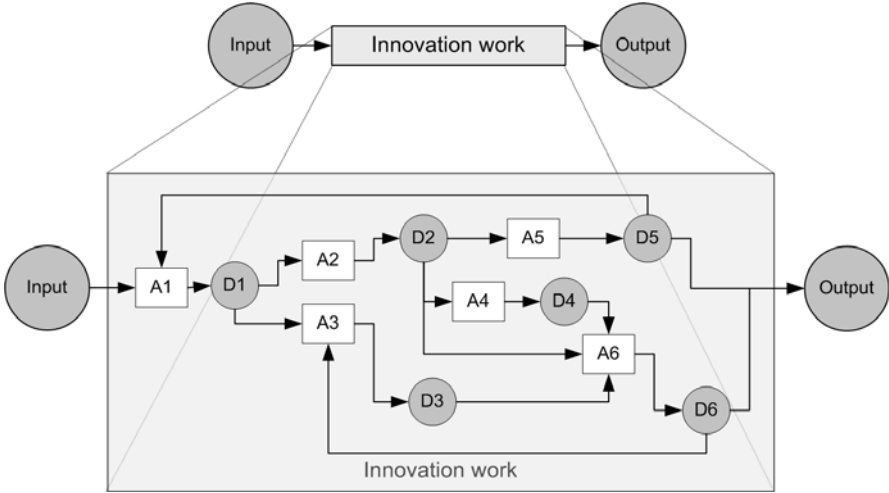 Input
Innovation work
Output
Input
A1
D1
A2
D2
A5
D5
A3
A4
D4
A6
D3
D6
Output
Innovation work